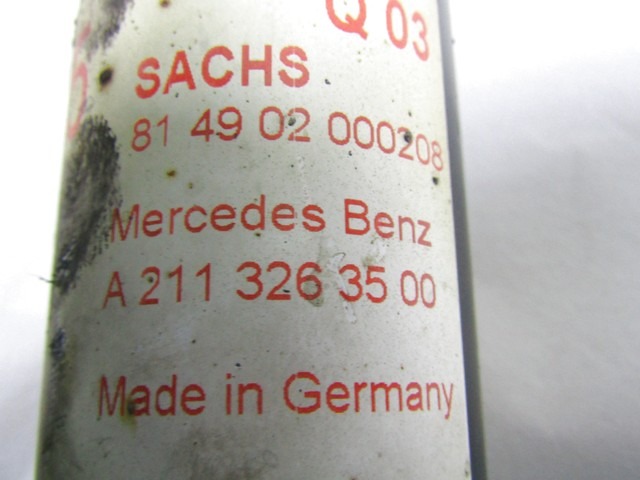 Q 03
SACHS
81 49 02 000208
Mercedes Benz
A 211 326 35 00
Made in Germany